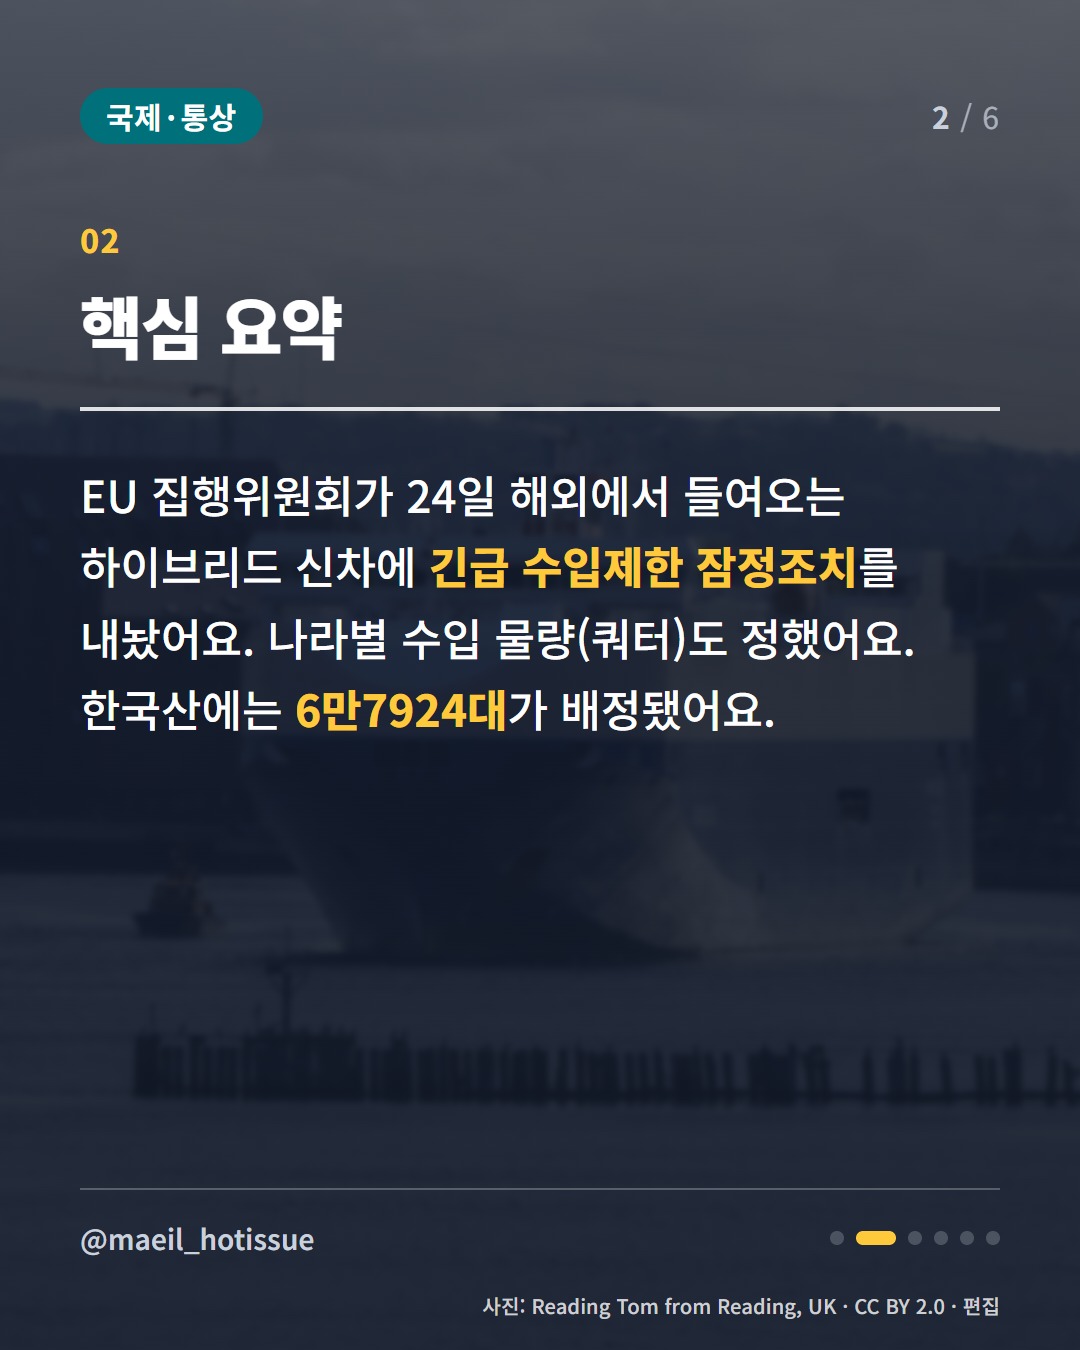 국제·통상
2 / 6
02
핵심 요약
EU 집행위원회가 24일 해외에서 들여오는
하이브리드 신차에 긴급 수입제한 잠정조치를
내놨어요. 나라별 수입 물량(쿼터)도 정했어요.
한국산에는 6만7924대가 배정됐어요.
@maeil_hotissue
사진: Reading Tom from Reading, UK · CC BY 2.0 · 편집